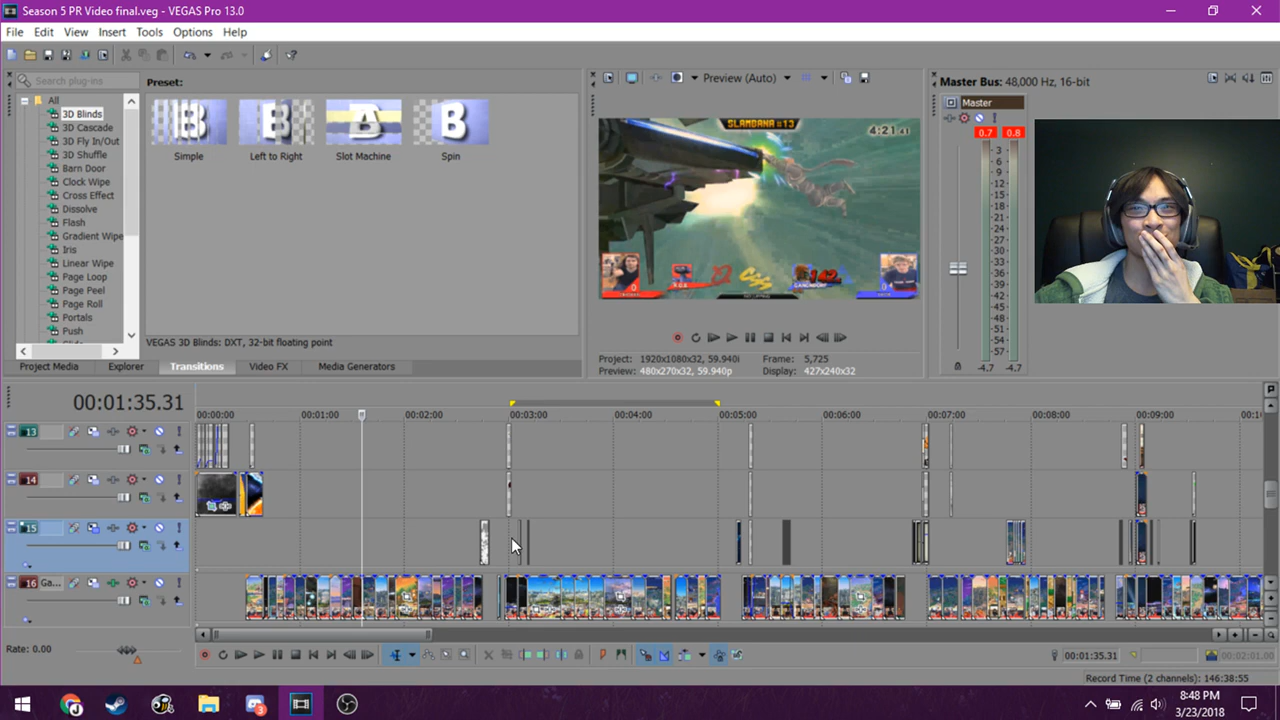 Season 5 PR Video final.veg - VEGAS Pro 13.0
File Edit View Insert Tools Options Help
Search plug-ins
Preset:
All
3D Blinds
3D Cascade
3D Fly In/Out
3D Shuffle
Barn Door
Clock Wipe
Cross Effect
Dissolve
Flash
Gradient Wipe
Iris
Linear Wipe
Page Loop
Page Peel
Page Roll
Portals
Push
Simple
Left to Right
Slot Machine
Spin
VEGAS 3D Blinds: DXT, 32-bit floating point
Project Media Explorer Transitions Video FX Media Generators
Preview (Auto)
SLAMBANA #13
4:21.41
Project: 1920x1080x32, 59.940i
Frame: 5,725
Preview: 480x270x32, 59.940p
Display: 427x240x32
Master Bus: 48,000 Hz, 16-bit
Master
0.7 0.8
3
6
9
12
15
18
21
24
27
30
33
36
39
42
45
48
51
54
57
-4.7 -4.7
00:01:35.31
00:00:00 00:01:00 00:02:00 00:03:00 00:04:00 00:05:00 00:06:00 00:07:00 00:08:00 00:09:00 00:10
13
14
15
16 Ga...
Rate: 0.00
00:01:35.31
00:02:01.00
Record Time (2 channels): 146:38:55
3
8:48 PM
3/23/2018